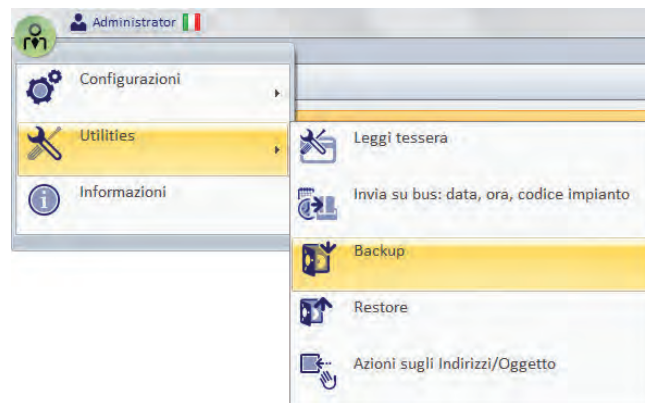 Administrator
Configurazioni
Utilities
Informazioni
Leggi tessera
Invia su bus: data, ora, codice impianto
Backup
Restore
Azioni sugli Indirizzi/Oggetto